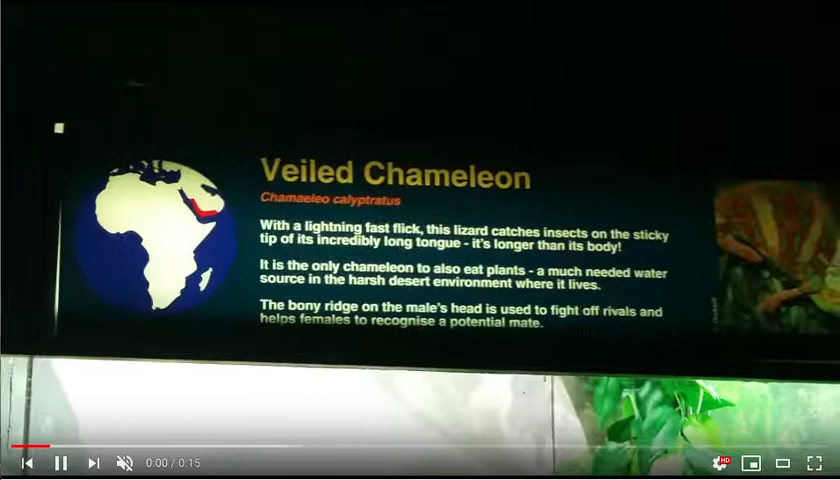 Veiled Chameleon
Chamaeleo calyptratus
With a lightning fast flick, this lizard catches insects on the sticky
tip of its incredibly long tongue - it's longer than its body!
It is the only chameleon to also eat plants - a much needed water
source in the harsh desert environment where it lives.
The bony ridge on the male's head is used to fight off rivals and
helps females to recognise a potential mate.
0:00 / 0:15
HD